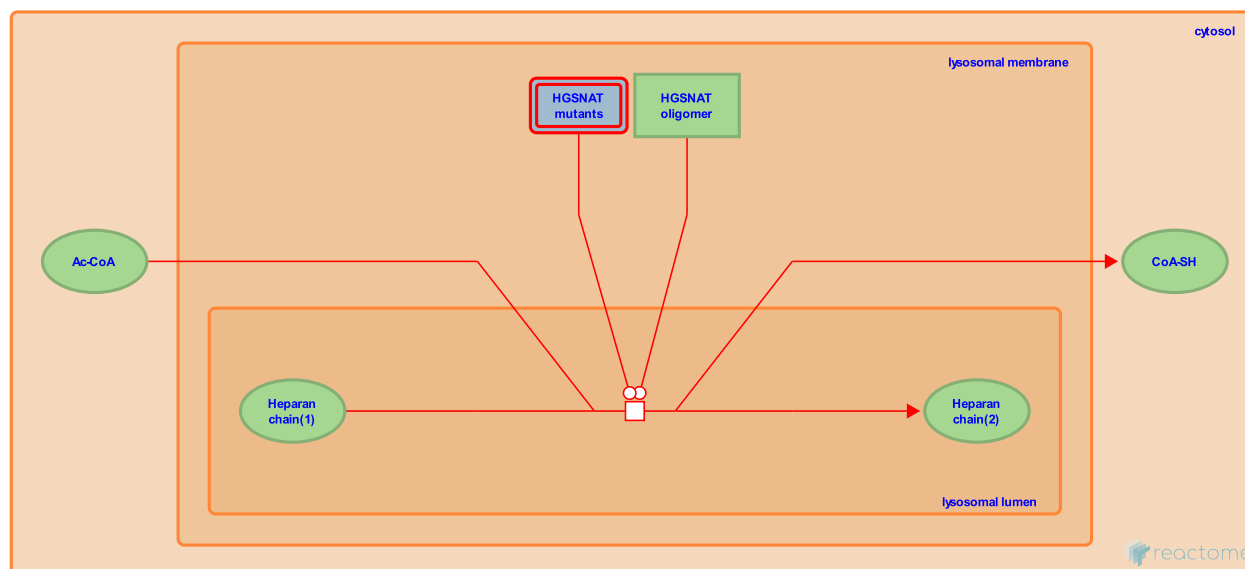 cytosol
lysosomal membrane
HGSNAT
mutants
HGSNAT
oligomer
Ac-CoA
CoA-SH
Heparan
chain(1)
Heparan
chain(2)
lysosomal lumen
reactome